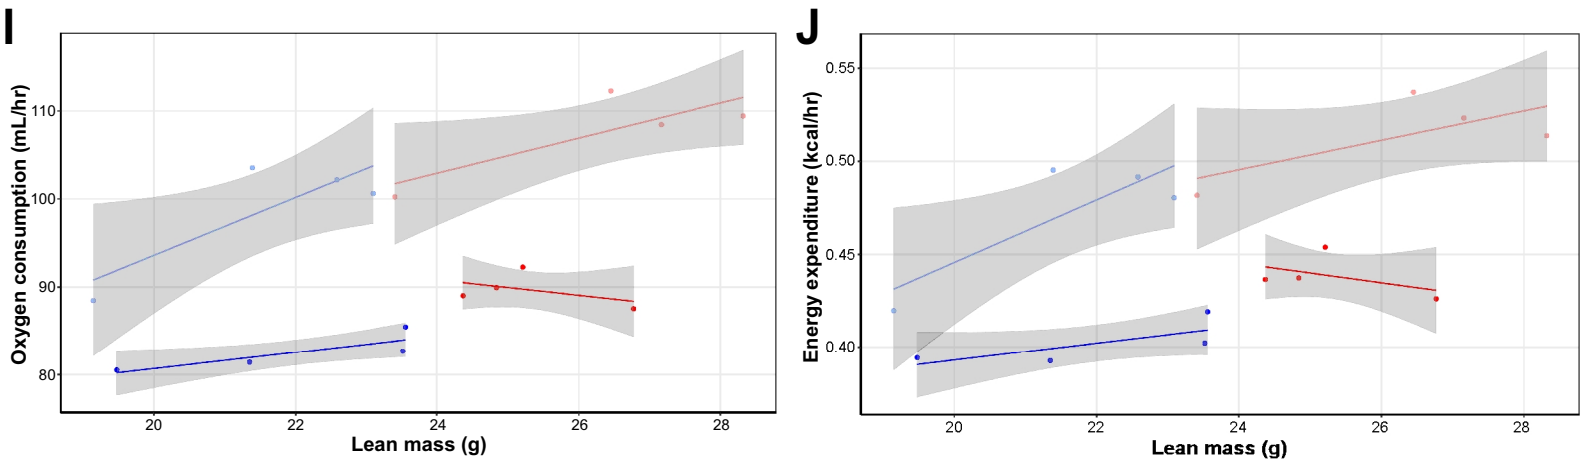 I
Oxygen consumption (mL/hr)
110
100
90
80
20 22 24 26 28
Lean mass (g)
J
Energy expenditure (kcal/hr)
0.55
0.50
0.45
0.40
20 22 24 26 28
Lean mass (g)